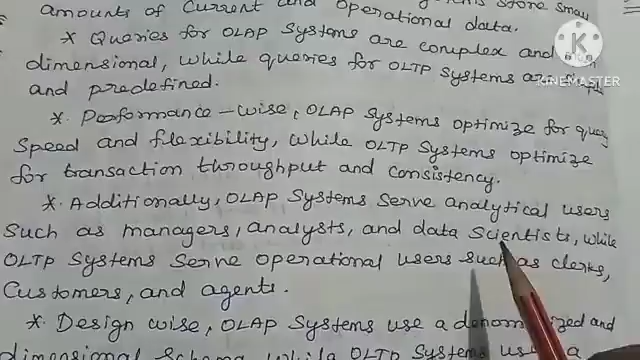 amounts of Current and operational data.
* Queries for OLAP Systems are complex and
dimensional, while queries for OLTP Systems are
and predefined.
* Performance - wise, OLAP Systems optimize for query
Speed and flexibility, while OLTP Systems optimize
for transaction throughput and consistency.
* Additionally, OLAP Systems Serve analytical users
Such as managers, analysts, and data Scientists, while
OLTP Systems Serve operational users such as clerks,
Customers, and agents.
* Design wise, OLAP Systems use a denormalized and
dimensional Schema, while OLTP Systems use a
KINEMASTER